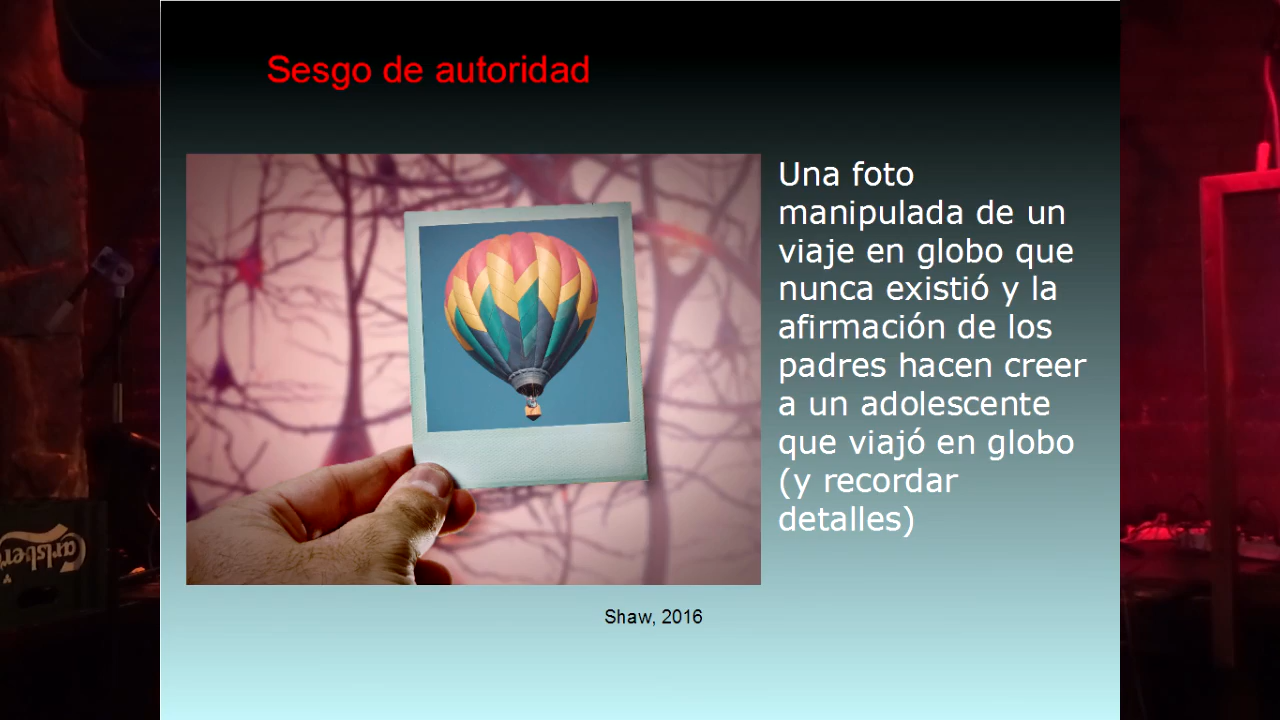 Sesgo de autoridad
Una foto
manipulada de un
viaje en globo que
nunca existió y la
afirmación de los
padres hacen creer
a un adolescente
que viajó en globo
(y recordar
detalles)
Shaw, 2016
Carlsberg